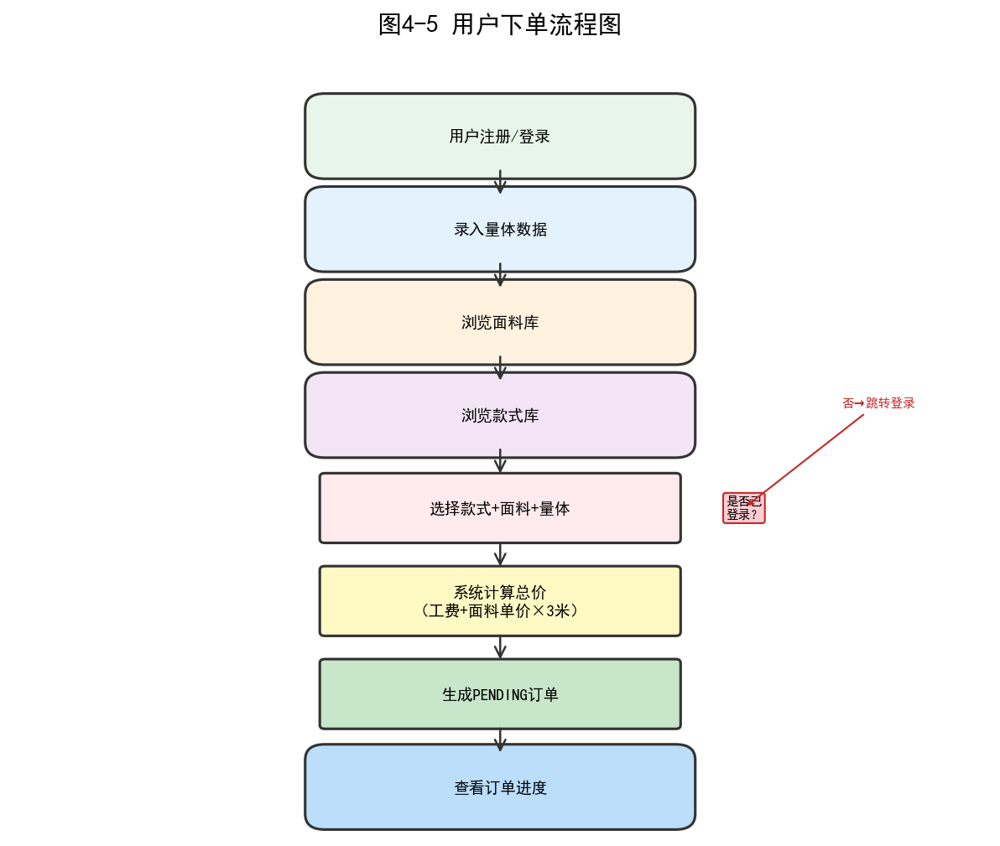 图4-5 用户下单流程图
用户注册/登录
录入量体数据
浏览面料库
浏览款式库
否→跳转登录
选择款式+面料+量体
是否已
登录?
系统计算总价
（工费+面料单价×3米）
生成PENDING订单
查看订单进度